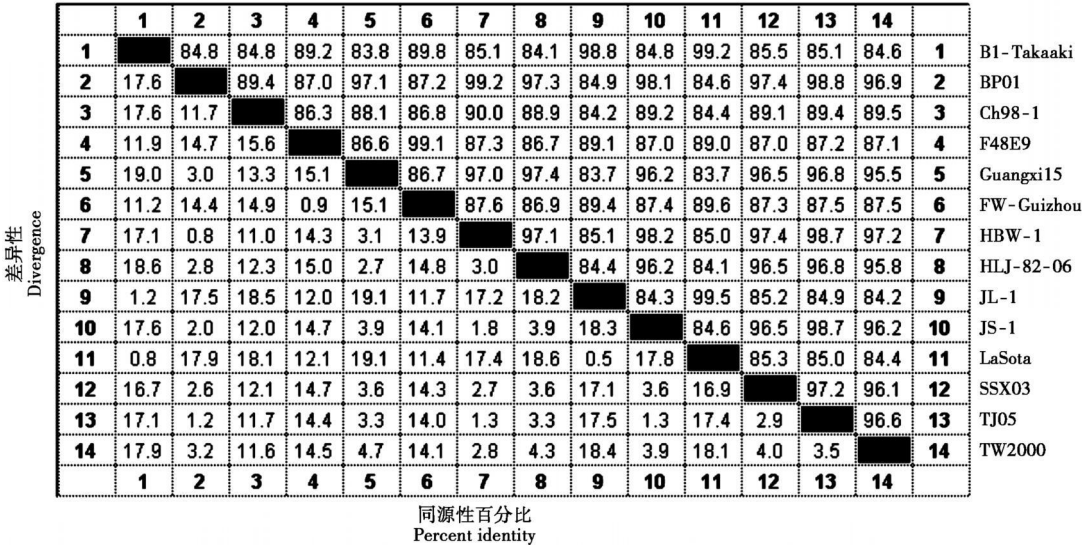 1 2 3 4 5 6 7 8 9 10 11 12 13 14
1 84.8 84.8 89.2 83.8 89.8 85.1 84.1 98.8 84.8 99.2 85.5 85.1 84.6 1 B1-Takaaki
2 17.6 89.4 87.0 97.1 87.2 99.2 97.3 84.9 98.1 84.6 97.4 98.8 96.9 2 BP01
3 17.6 11.7 86.3 88.1 86.8 90.0 88.9 84.2 89.2 84.4 89.1 89.4 89.5 3 Ch98-1
4 11.9 14.7 15.6 86.6 99.1 87.3 86.7 89.1 87.0 89.0 87.0 87.2 87.1 4 F48E9
5 19.0 3.0 13.3 15.1 86.7 97.0 97.4 83.7 96.2 83.7 96.5 96.8 95.5 5 Guangxi15
6 11.2 14.4 14.9 0.9 15.1 87.6 86.9 89.4 87.4 89.6 87.3 87.5 87.5 6 FW-Guizhou
7 17.1 0.8 11.0 14.3 3.1 13.9 97.1 85.1 98.2 85.0 97.4 98.7 97.2 7 HBW-1
8 18.6 2.8 12.3 15.0 2.7 14.8 3.0 84.4 96.2 84.1 96.5 96.8 95.8 8 HLJ-82-06
9 1.2 17.5 18.5 12.0 19.1 11.7 17.2 18.2 84.3 99.5 85.2 84.9 84.2 9 JL-1
10 17.6 2.0 12.0 14.7 3.9 14.1 1.8 3.9 18.3 84.6 96.5 98.7 96.2 10 JS-1
11 0.8 17.9 18.1 12.1 19.1 11.4 17.4 18.6 0.5 17.8 85.3 85.0 84.4 11 LaSota
12 16.7 2.6 12.1 14.7 3.6 14.3 2.7 3.6 17.1 3.6 16.9 97.2 96.1 12 SSX03
13 17.1 1.2 11.7 14.4 3.3 14.0 1.3 3.3 17.5 1.3 17.4 2.9 96.6 13 TJ05
14 17.9 3.2 11.6 14.5 4.7 14.1 2.8 4.3 18.4 3.9 18.1 4.0 3.5 14 TW2000
1 2 3 4 5 6 7 8 9 10 11 12 13 14
差异性
Divergence
同源性百分比
Percent identity